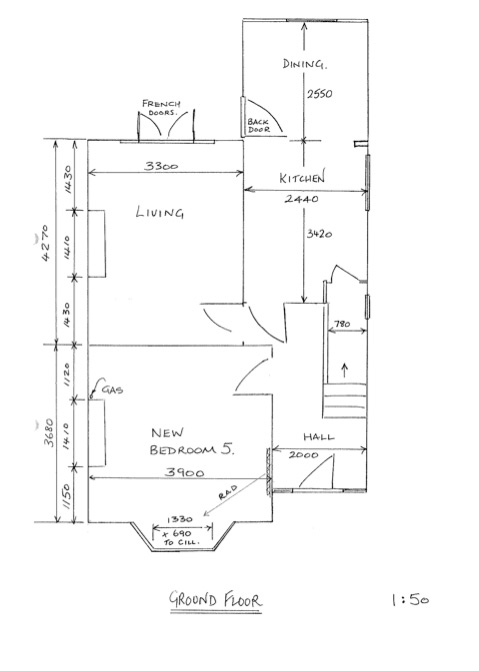 DINING.
2550
FRENCH
DOORS.
BACK
DOOR
3300
KITCHEN
2440
3420
LIVING
1430
1410
1430
4270
780
1120
GAS
3680
1410
1150
NEW
BEDROOM 5.
3900
HALL
2000
RAD
1330
x 690
TO CILL.
GROUND FLOOR
1:50